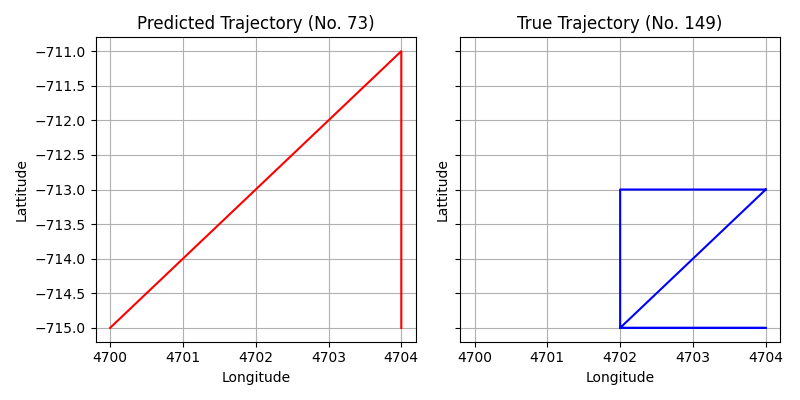 Predicted Trajectory (No. 73)
True Trajectory (No. 149)
−711.0
−711.5
−712.0
−712.5
−713.0
−713.5
−714.0
−714.5
−715.0
Lattitude
Lattitude
4700 4701 4702 4703 4704
4700 4701 4702 4703 4704
Longitude
Longitude